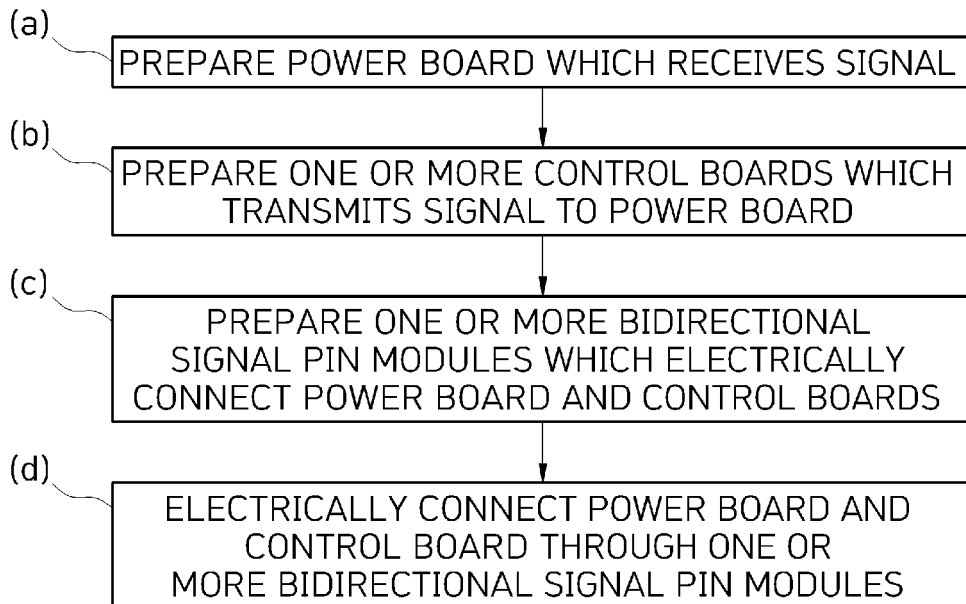 (a)
PREPARE POWER BOARD WHICH RECEIVES SIGNAL
(b)
PREPARE ONE OR MORE CONTROL BOARDS WHICH
TRANSMITS SIGNAL TO POWER BOARD
(c)
PREPARE ONE OR MORE BIDIRECTIONAL
SIGNAL PIN MODULES WHICH ELECTRICALLY
CONNECT POWER BOARD AND CONTROL BOARDS
(d)
ELECTRICALLY CONNECT POWER BOARD AND
CONTROL BOARD THROUGH ONE OR
MORE BIDIRECTIONAL SIGNAL PIN MODULES